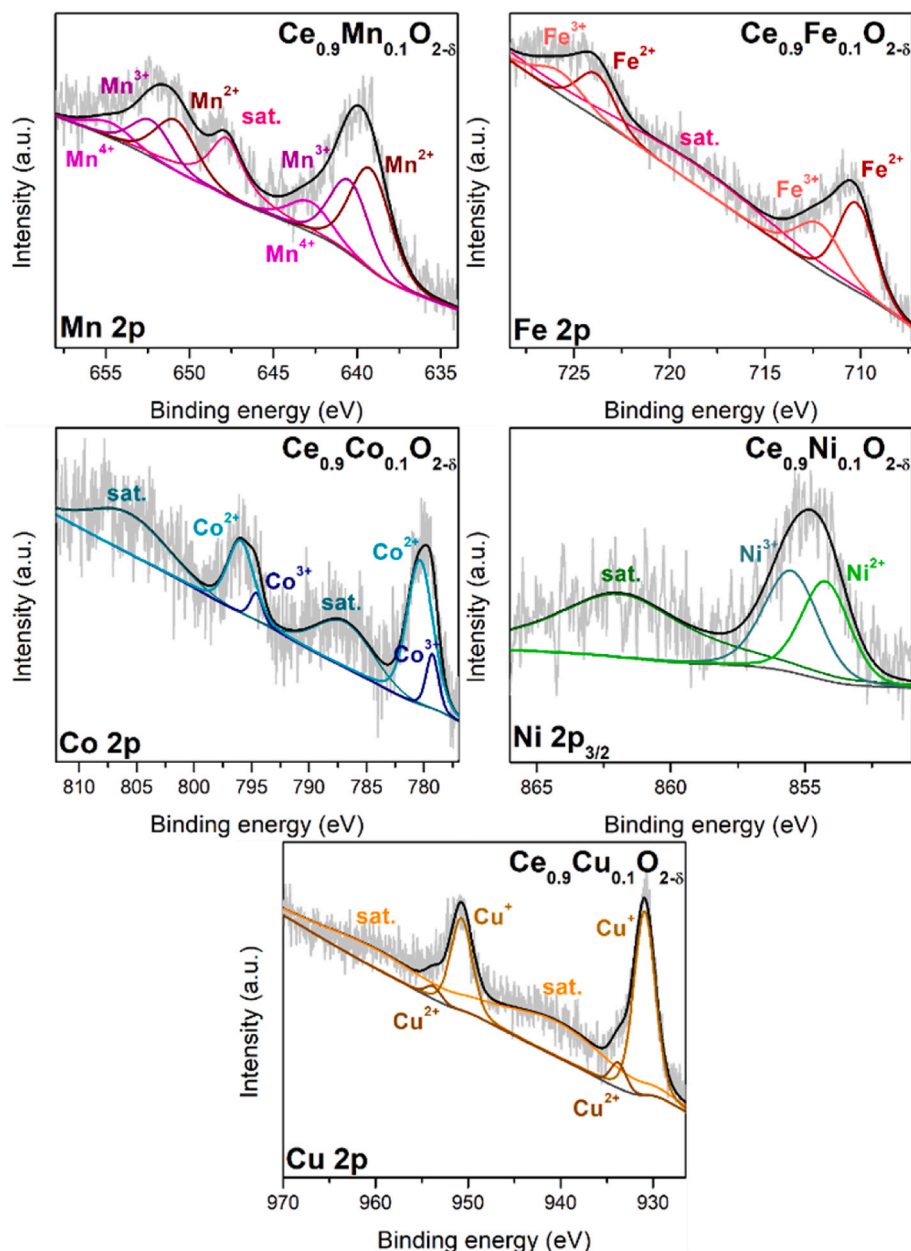 Ce0.9Mn0.1O2-δ
Mn3+
Mn2+
sat.
Mn4+
Mn3+
Mn2+
Mn4+
Mn 2p
Intensity (a.u.)
655 650 645 640 635
Binding energy (eV)
Ce0.9Fe0.1O2-δ
Fe3+
Fe2+
sat.
Fe3+
Fe2+
Fe 2p
Intensity (a.u.)
725 720 715 710
Binding energy (eV)
Ce0.9Co0.1O2-δ
sat.
Co2+
Co3+
sat.
Co2+
Co3+
Co 2p
Intensity (a.u.)
810 805 800 795 790 785 780
Binding energy (eV)
Ce0.9Ni0.1O2-δ
sat.
Ni3+
Ni2+
Ni 2p3/2
Intensity (a.u.)
865 860 855
Binding energy (eV)
Ce0.9Cu0.1O2-δ
sat.
Cu+
Cu+
sat.
Cu2+
Cu2+
Cu 2p
Intensity (a.u.)
970 960 950 940 930
Binding energy (eV)